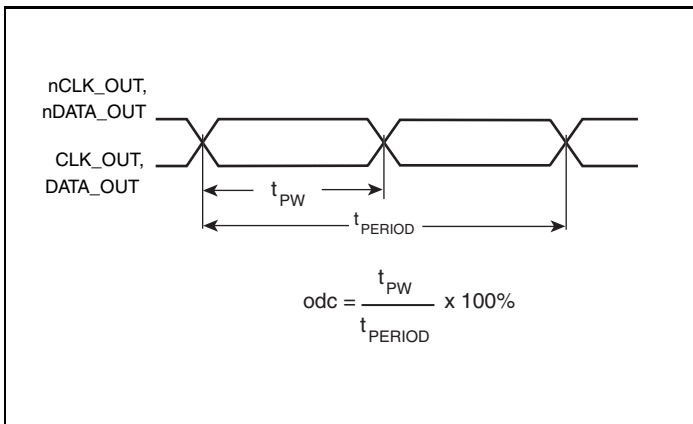 nCLK_OUT,
nDATA_OUT
CLK_OUT,
DATA_OUT
tPW
tPERIOD
odc = tPW / tPERIOD x 100%